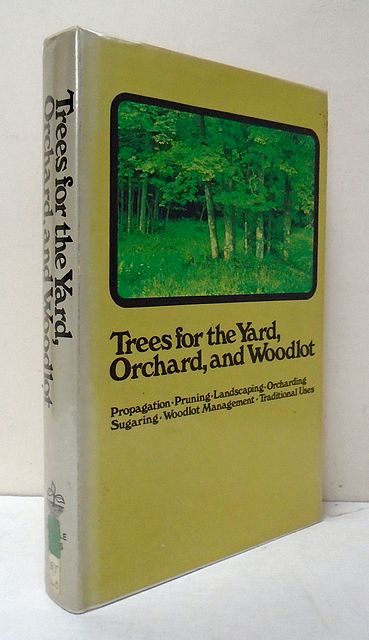 Trees for the Yard,
Orchard, and Woodlot
Trees for the Yard,
Orchard, and Woodlot
Propagation · Pruning · Landscaping · Orcharding
Sugaring · Woodlot Management · Traditional Uses